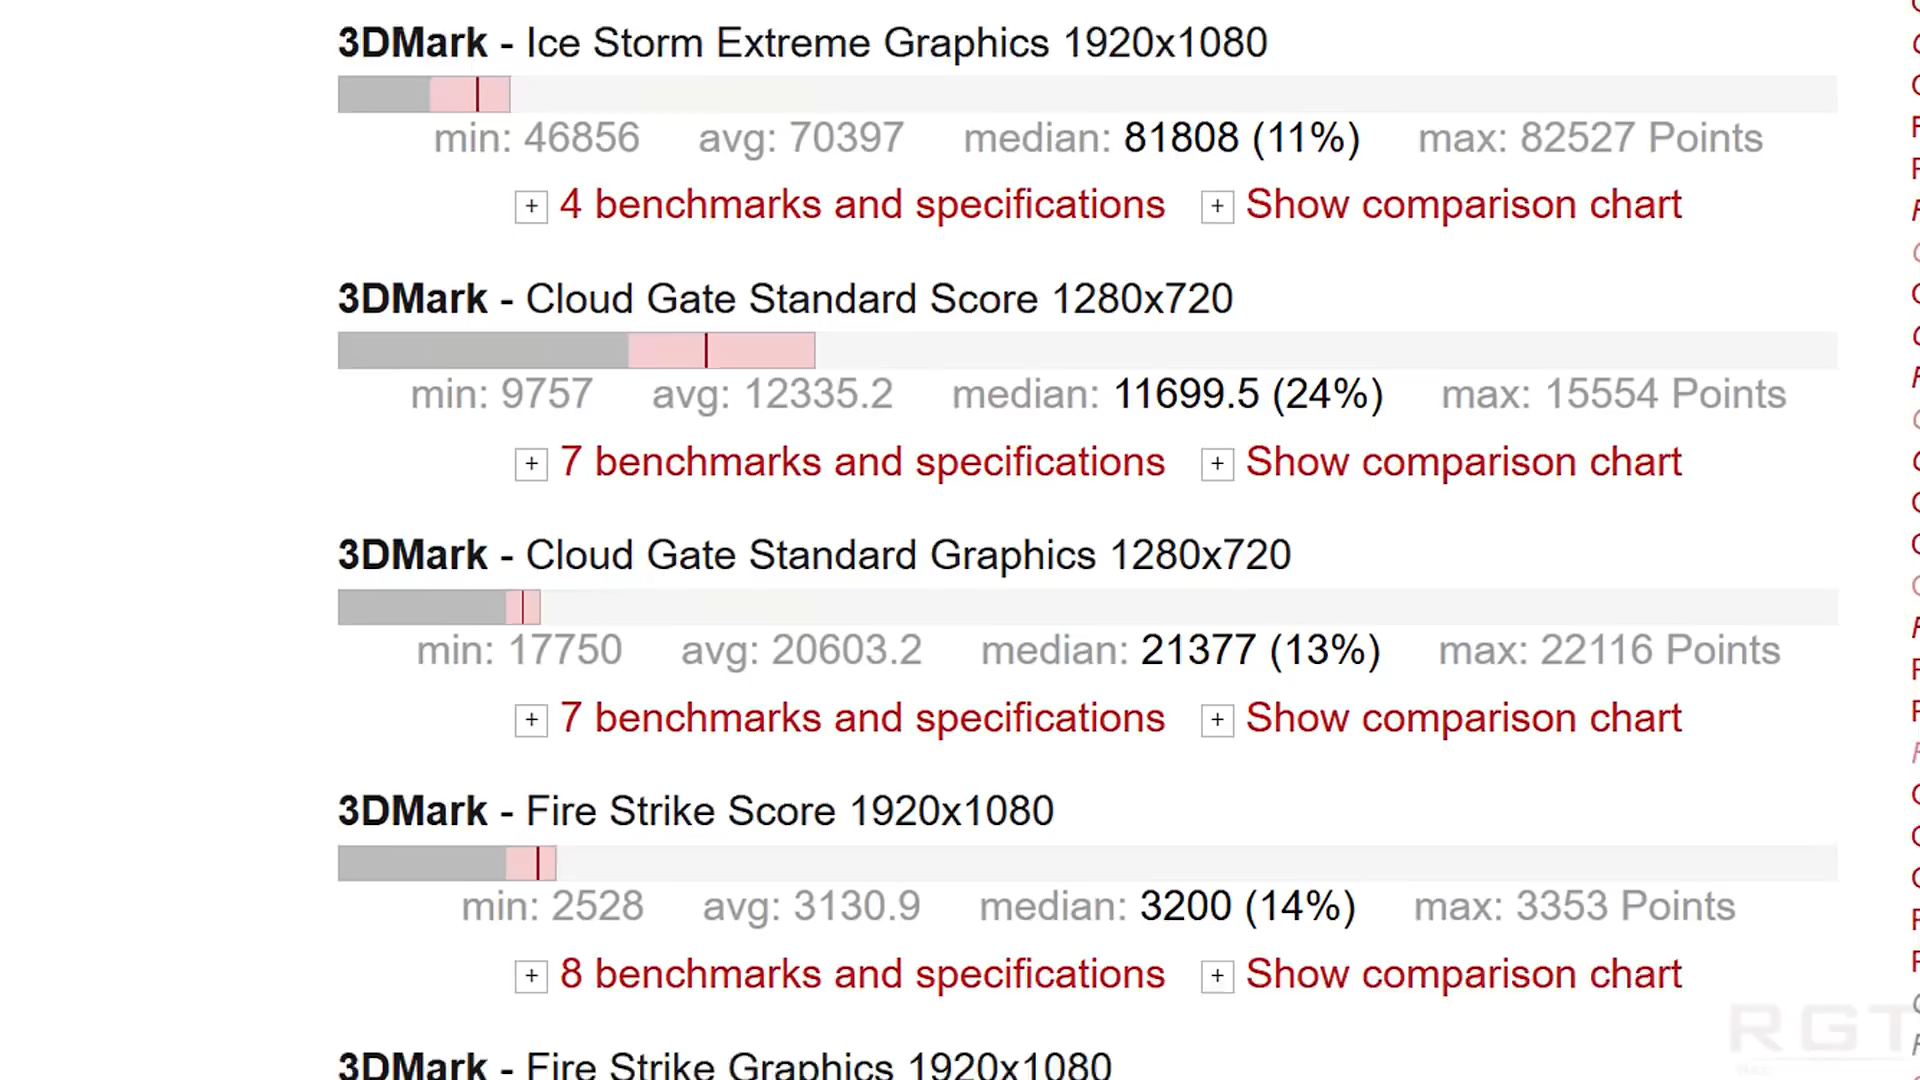 3DMark - Ice Storm Extreme Graphics 1920x1080
min: 46856 avg: 70397 median: 81808 (11%) max: 82527 Points
+ 4 benchmarks and specifications + Show comparison chart
3DMark - Cloud Gate Standard Score 1280x720
min: 9757 avg: 12335.2 median: 11699.5 (24%) max: 15554 Points
+ 7 benchmarks and specifications + Show comparison chart
3DMark - Cloud Gate Standard Graphics 1280x720
min: 17750 avg: 20603.2 median: 21377 (13%) max: 22116 Points
+ 7 benchmarks and specifications + Show comparison chart
3DMark - Fire Strike Score 1920x1080
min: 2528 avg: 3130.9 median: 3200 (14%) max: 3353 Points
+ 8 benchmarks and specifications + Show comparison chart
RGT
3DMark - Fire Strike Graphics 1920x1080